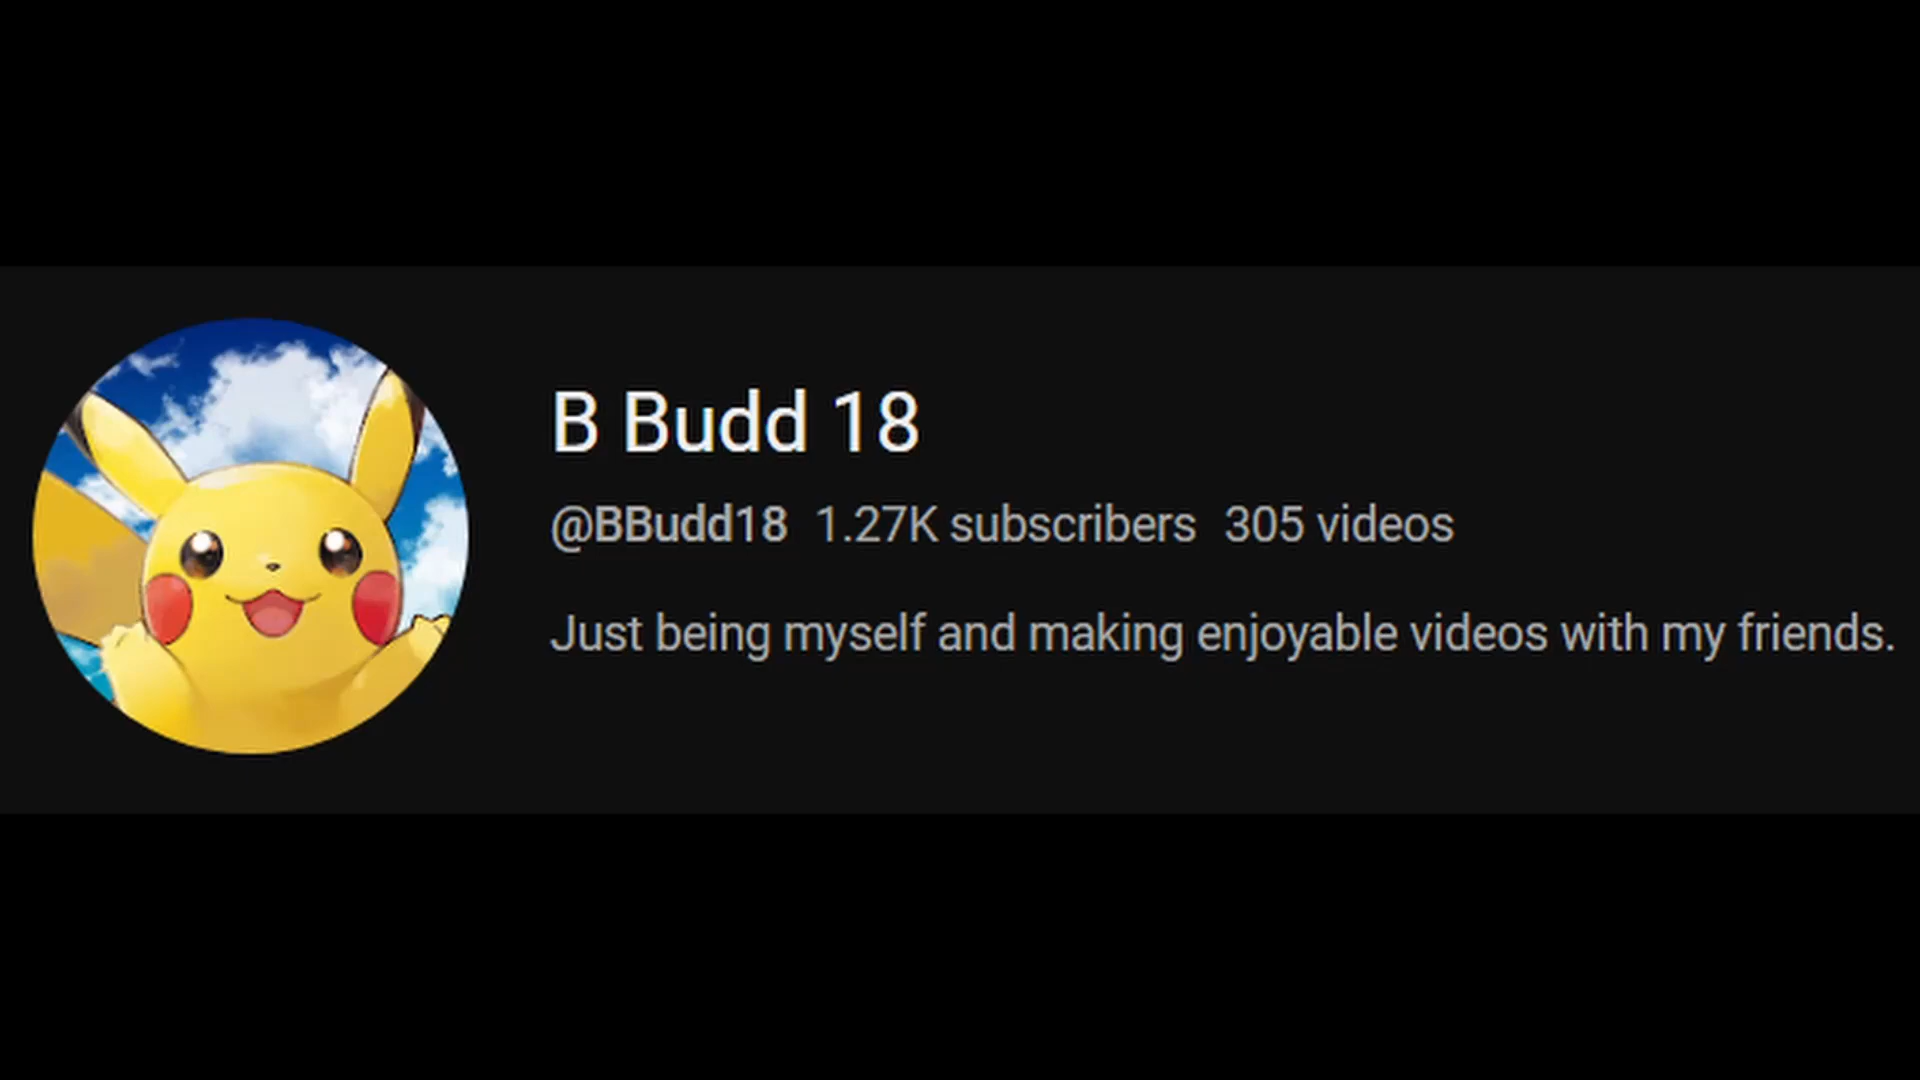 B Budd 18
@BBudd18 1.27K subscribers 305 videos
Just being myself and making enjoyable videos with my friends.